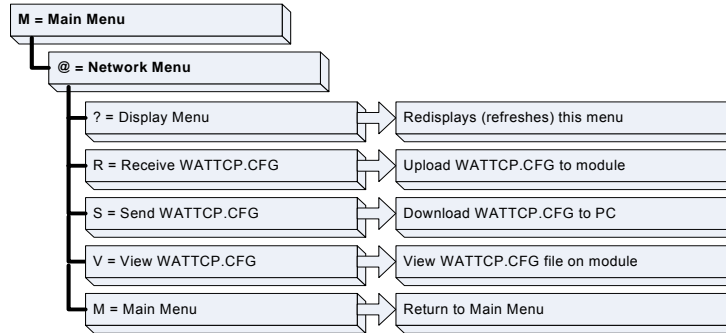 M = Main Menu
@ = Network Menu
? = Display Menu
Redisplays (refreshes) this menu
R = Receive WATTCP.CFG
Upload WATTCP.CFG to module
S = Send WATTCP.CFG
Download WATTCP.CFG to PC
V = View WATTCP.CFG
View WATTCP.CFG file on module
M = Main Menu
Return to Main Menu